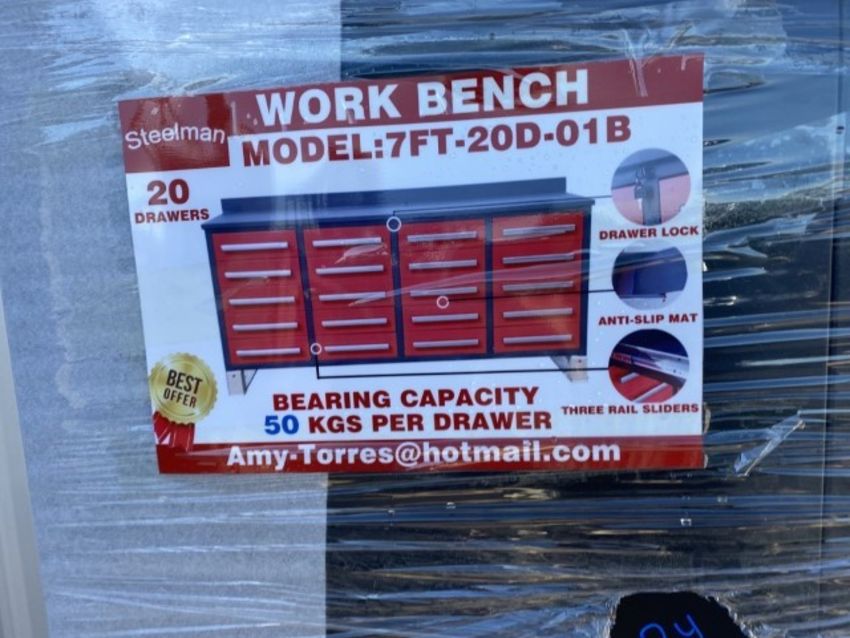 Steelman
WORK BENCH
MODEL:7FT-20D-01B
20
DRAWERS
DRAWER LOCK
ANTI-SLIP MAT
THREE RAIL SLIDERS
BEST
OFFER
BEARING CAPACITY
50 KGS PER DRAWER
Amy-Torres@hotmail.com